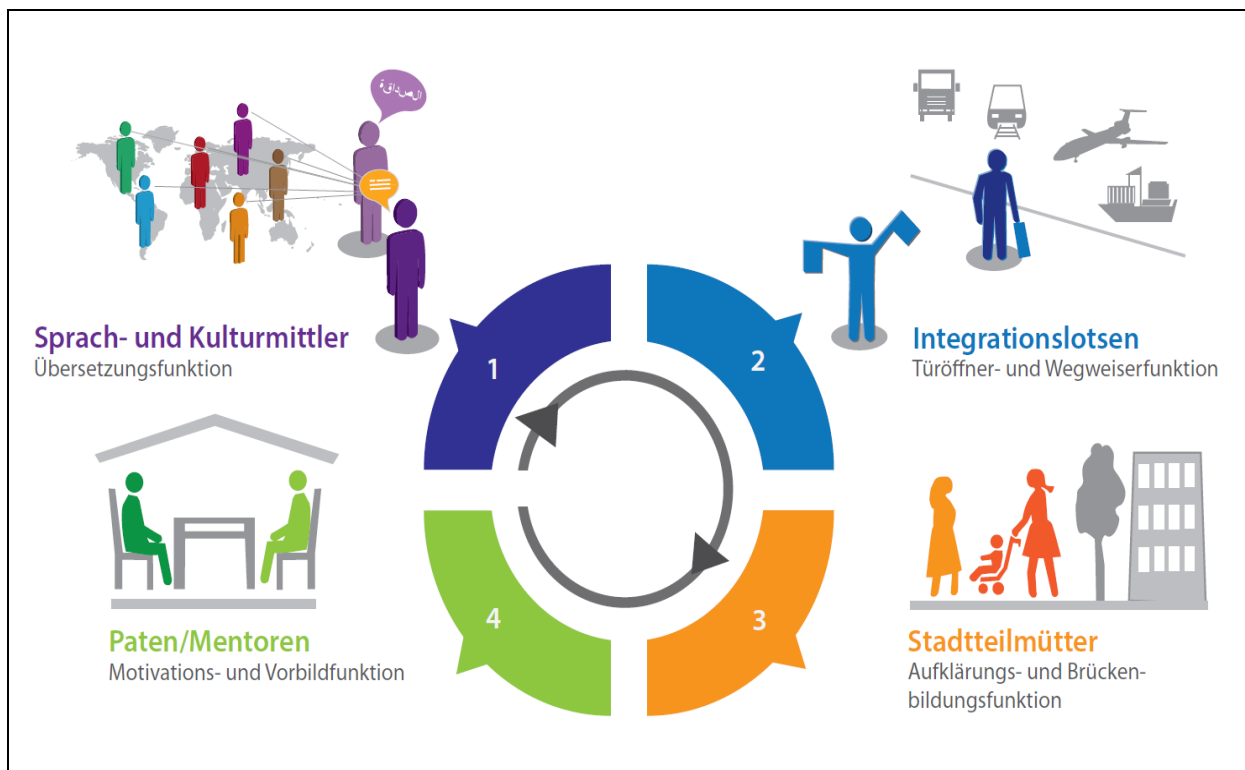 الصداقة
1
Sprach- und Kulturmittler
Übersetzungsfunktion
2
Integrationslotsen
Türöffner- und Wegweiserfunktion
3
Stadtteilmütter
Aufklärungs- und Brücken-
bildungsfunktion
4
Paten/Mentoren
Motivations- und Vorbildfunktion